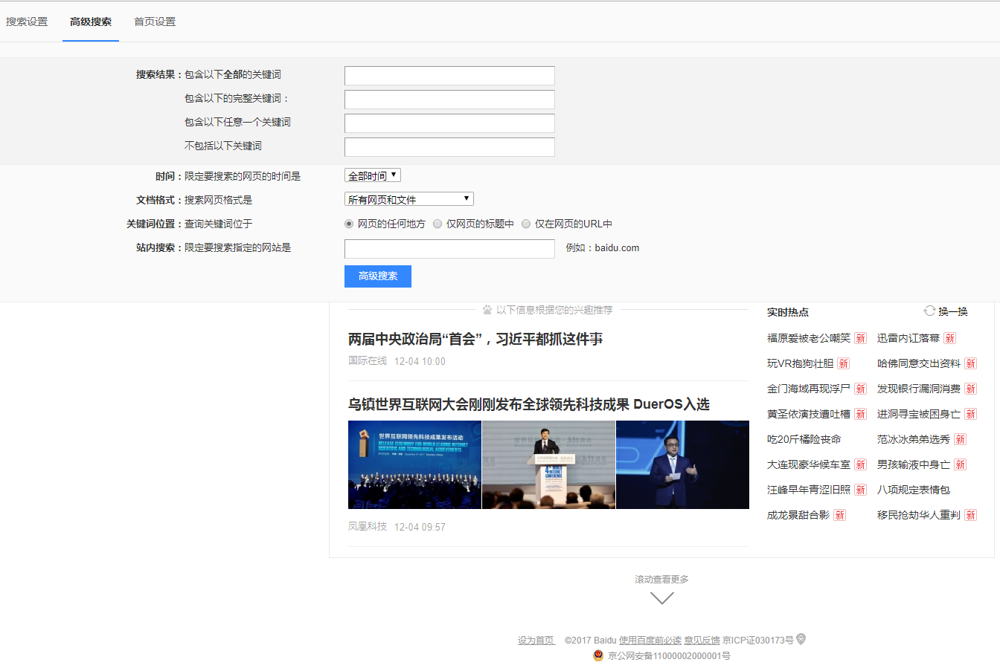 搜索设置 高级搜索 首页设置
搜索结果：包含以下全部的关键词
包含以下的完整关键词：
包含以下任意一个关键词
不包括以下关键词
时间：限定要搜索的网页的时间是 全部时间
文档格式：搜索网页格式是 所有网页和文件
关键词位置：查询关键词位于 网页的任何地方 仅网页的标题中 仅在网页的URL中
站内搜索：限定要搜索指定的网站是 例如：baidu.com
高级搜索
以下信息根据您的兴趣推荐
两届中央政治局“首会”，习近平都抓这件事
国际在线 12-04 10:00
乌镇世界互联网大会刚刚发布全球领先科技成果 DuerOS入选
世界互联网领先科技成果发布活动
RELEASE CEREMONY FOR WORLD LEADING INTERNET
SCIENTIFIC AND TECHNOLOGICAL ACHIEVEMENTS
WORLD
INTERNET
CONFERENCE
凤凰科技 12-04 09:57
实时热点 换一换
福原爱被老公嘲笑 新 迅雷内讧落幕 新
玩VR抱狗壮胆 新 哈佛同意交出资料 新
金门海域再现浮尸 新 发现银行漏洞消费 新
黄圣依演技遭吐槽 新 进洞寻宝被困身亡 新
吃20斤橘险丧命 范冰冰弟弟选秀 新
大连现豪华候车室 新 男孩输液中身亡 新
汪峰早年青涩旧照 新 八项规定表情包
成龙景甜合影 新 移民抢劫华人重判 新
滚动查看更多
设为首页 ©2017 Baidu 使用百度前必读 意见反馈 京ICP证030173号
京公网安备11000002000001号